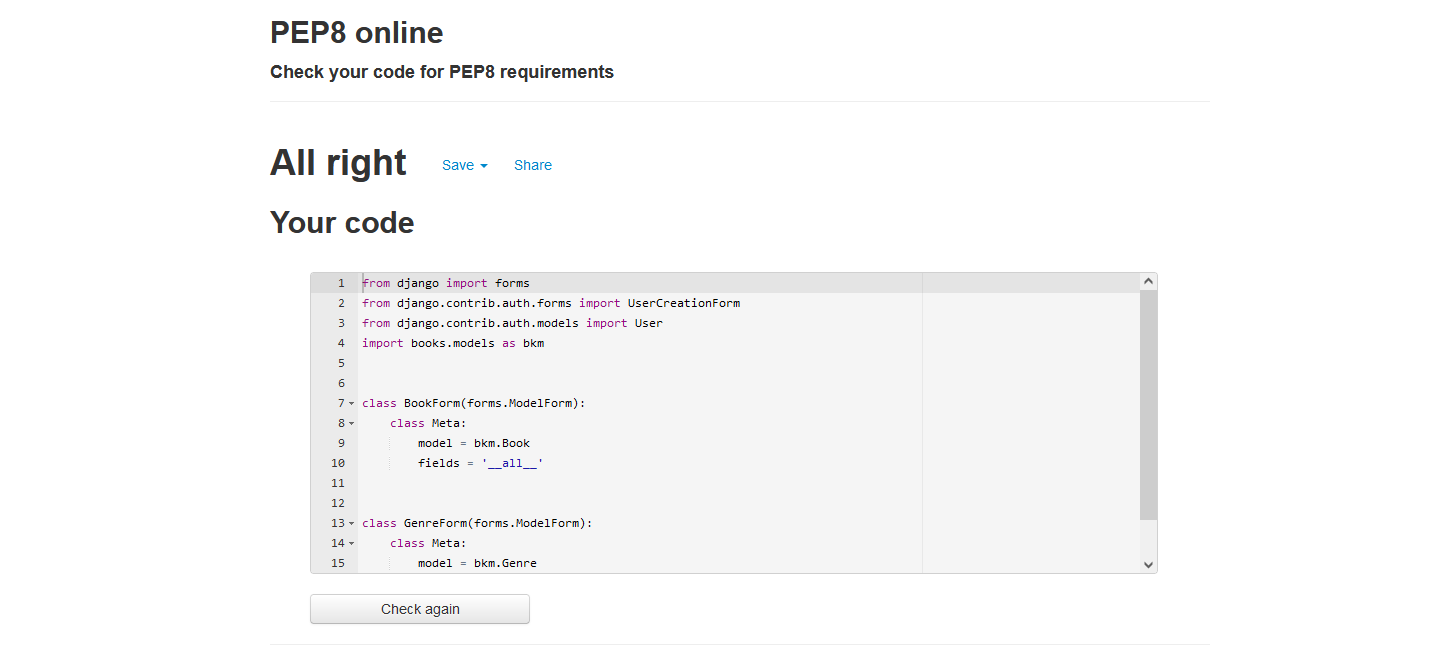 PEP8 online
Check your code for PEP8 requirements
All right Save Share
Your code
1 from django import forms
2 from django.contrib.auth.forms import UserCreationForm
3 from django.contrib.auth.models import User
4 import books.models as bkm
5
6
7 class BookForm(forms.ModelForm):
8     class Meta:
9         model = bkm.Book
10         fields = '__all__'
11
12
13 class GenreForm(forms.ModelForm):
14     class Meta:
15         model = bkm.Genre
Check again